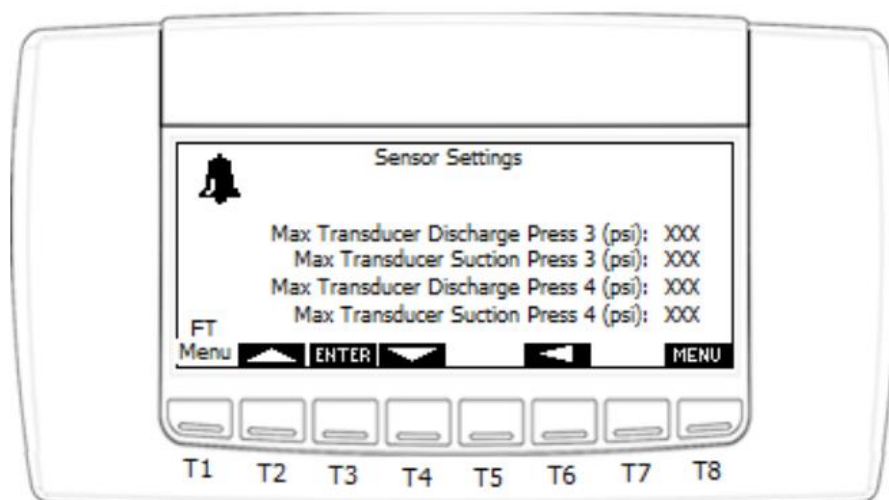 Sensor Settings
Max Transducer Discharge Press 3 (psi): XXX
Max Transducer Suction Press 3 (psi): XXX
Max Transducer Discharge Press 4 (psi): XXX
Max Transducer Suction Press 4 (psi): XXX
FT
Menu ENTER MENU
T1 T2 T3 T4 T5 T6 T7 T8